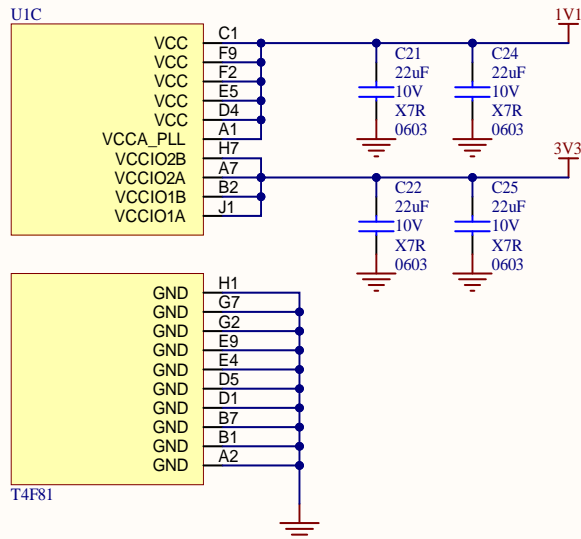 U1C
1V1
VCC C1
VCC F9
VCC F2
VCC E5
VCC D4
VCCA_PLL A1
VCCIO2B H7
VCCIO2A A7
VCCIO1B B2
VCCIO1A J1
C21
22uF
10V
X7R
0603
C24
22uF
10V
X7R
0603
3V3
C22
22uF
10V
X7R
0603
C25
22uF
10V
X7R
0603
GND H1
GND G7
GND G2
GND E9
GND E4
GND D5
GND D1
GND B7
GND B1
GND A2
T4F81